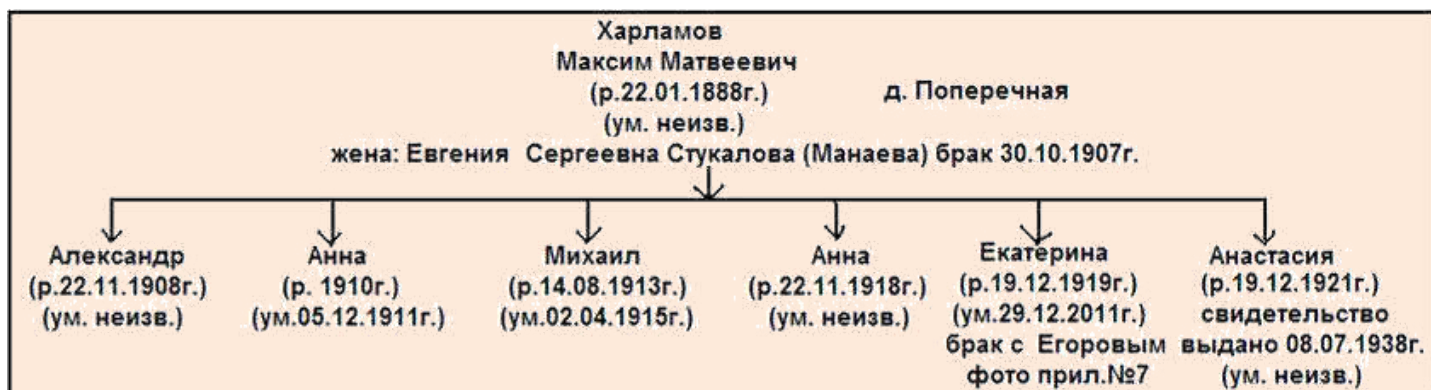 Харламов
Максим Матвеевич
(р.22.01.1888г.) д. Поперечная
(ум. неизв.)
жена: Евгения Сергеевна Стукалова (Манаева) брак 30.10.1907г.
Александр
(р.22.11.1908г.)
(ум. неизв.)
Анна
(р. 1910г.)
(ум.05.12.1911г.)
Михаил
(р.14.08.1913г.)
(ум.02.04.1915г.)
Анна
(р.22.11.1918г.)
(ум. неизв.)
Екатерина
(р.19.12.1919г.)
(ум.29.12.2011г.)
брак с Егоровым
фото прил.№7
Анастасия
(р.19.12.1921г.)
свидетельство
выдано 08.07.1938г.
(ум. неизв.)